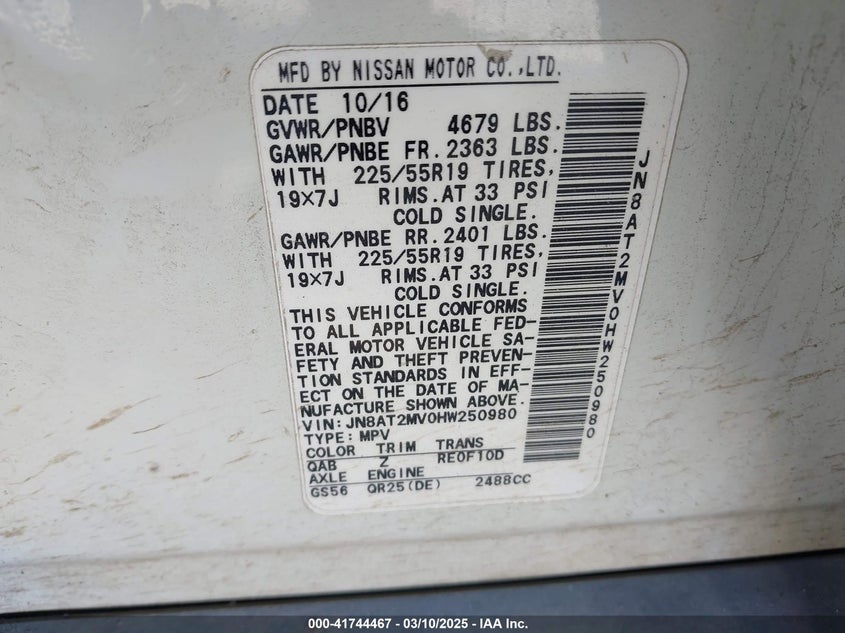 MFD BY NISSAN MOTOR CO.,LTD.
DATE 10/16
GVWR/PNBV 4679 LBS.
GAWR/PNBE FR.2363 LBS.
WITH 225/55R19 TIRES,
19×7J RIMS.AT 33 PSI
COLD SINGLE.
GAWR/PNBE RR.2401 LBS.
WITH 225/55R19 TIRES,
19×7J RIMS.AT 33 PSI
COLD SINGLE.
THIS VEHICLE CONFORMS
TO ALL APPLICABLE FED-
ERAL MOTOR VEHICLE SA-
FETY AND THEFT PREVEN-
TION STANDARDS IN EFF-
ECT ON THE DATE OF MA-
NUFACTURE SHOWN ABOVE.
VIN:JN8AT2MV0HW250980
TYPE:MPV
COLOR TRIM TRANS
QAB Z RE0F10D
AXLE ENGINE
GS56 QR25(DE) 2488CC
JN8AT2MV0HW250980
000-41744467 - 03/10/2025 - IAA Inc.